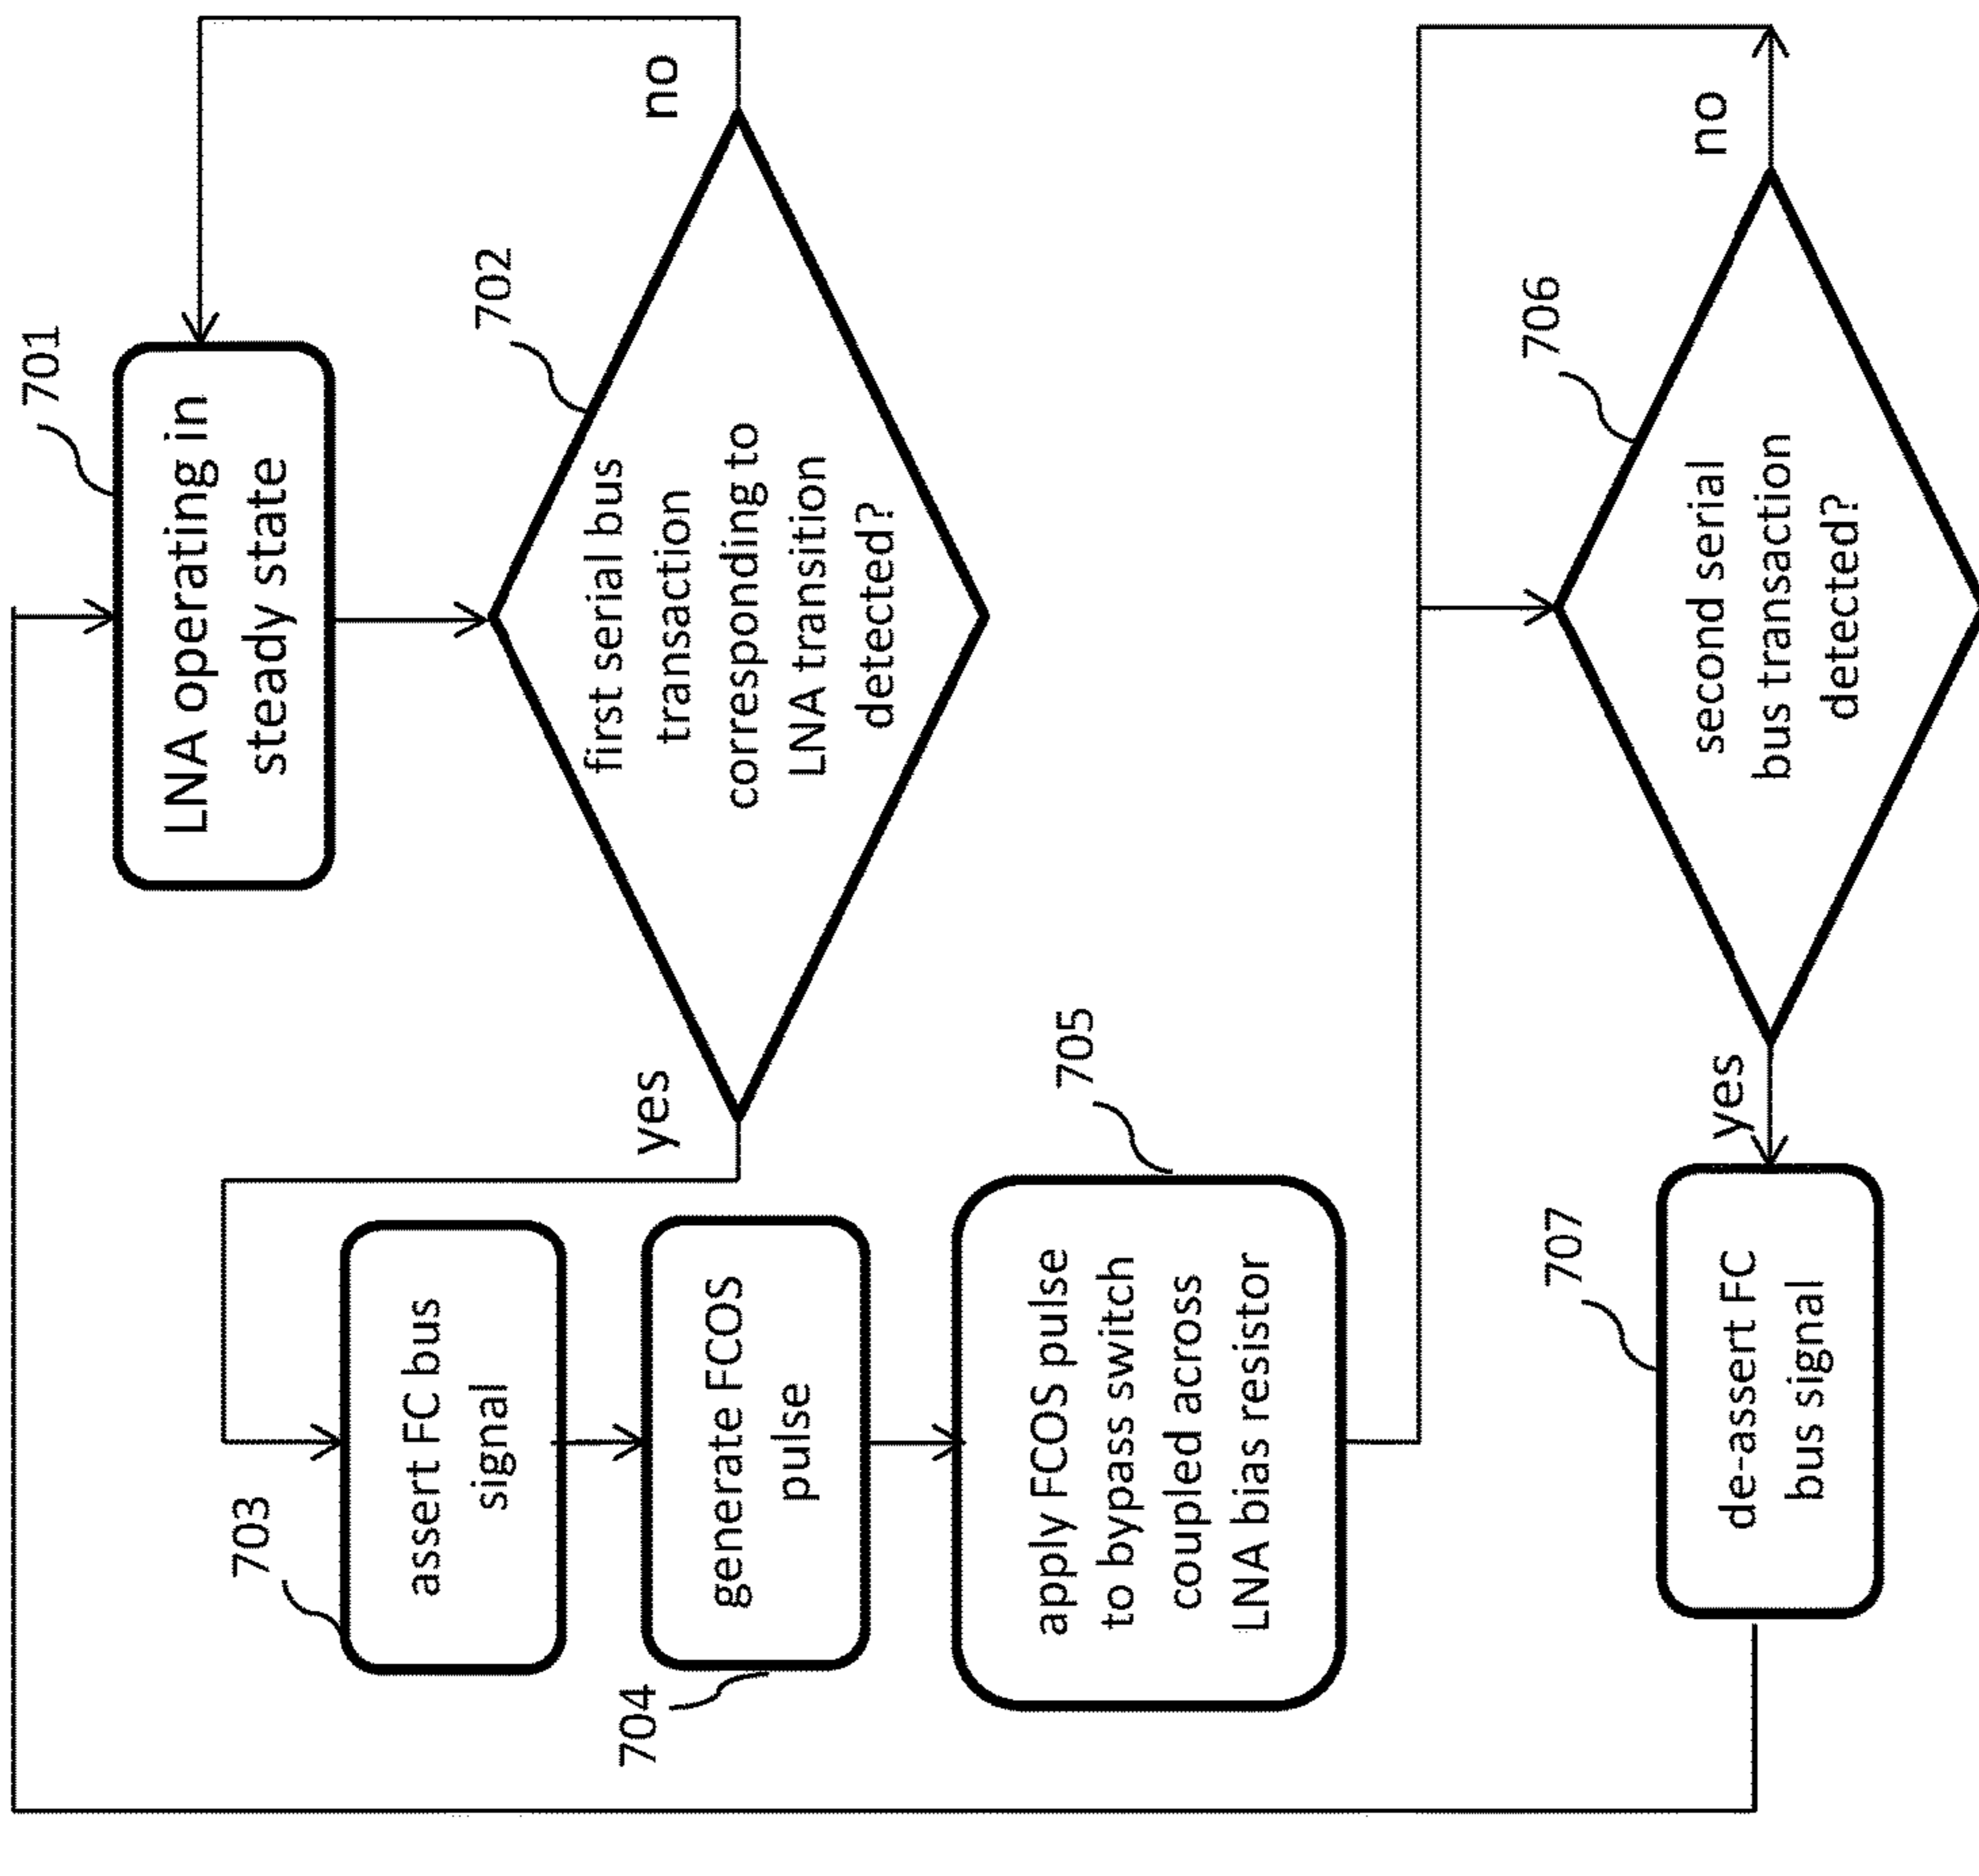 701
LNA operating in
steady state
702
first serial bus
transaction
corresponding to
LNA transition
detected?
no
yes
703
assert FC bus
signal
704
generate FCOS
pulse
705
apply FCOS pulse
to bypass switch
coupled across
LNA bias resistor
706
second serial
bus transaction
detected?
no
yes
707
de-assert FC
bus signal